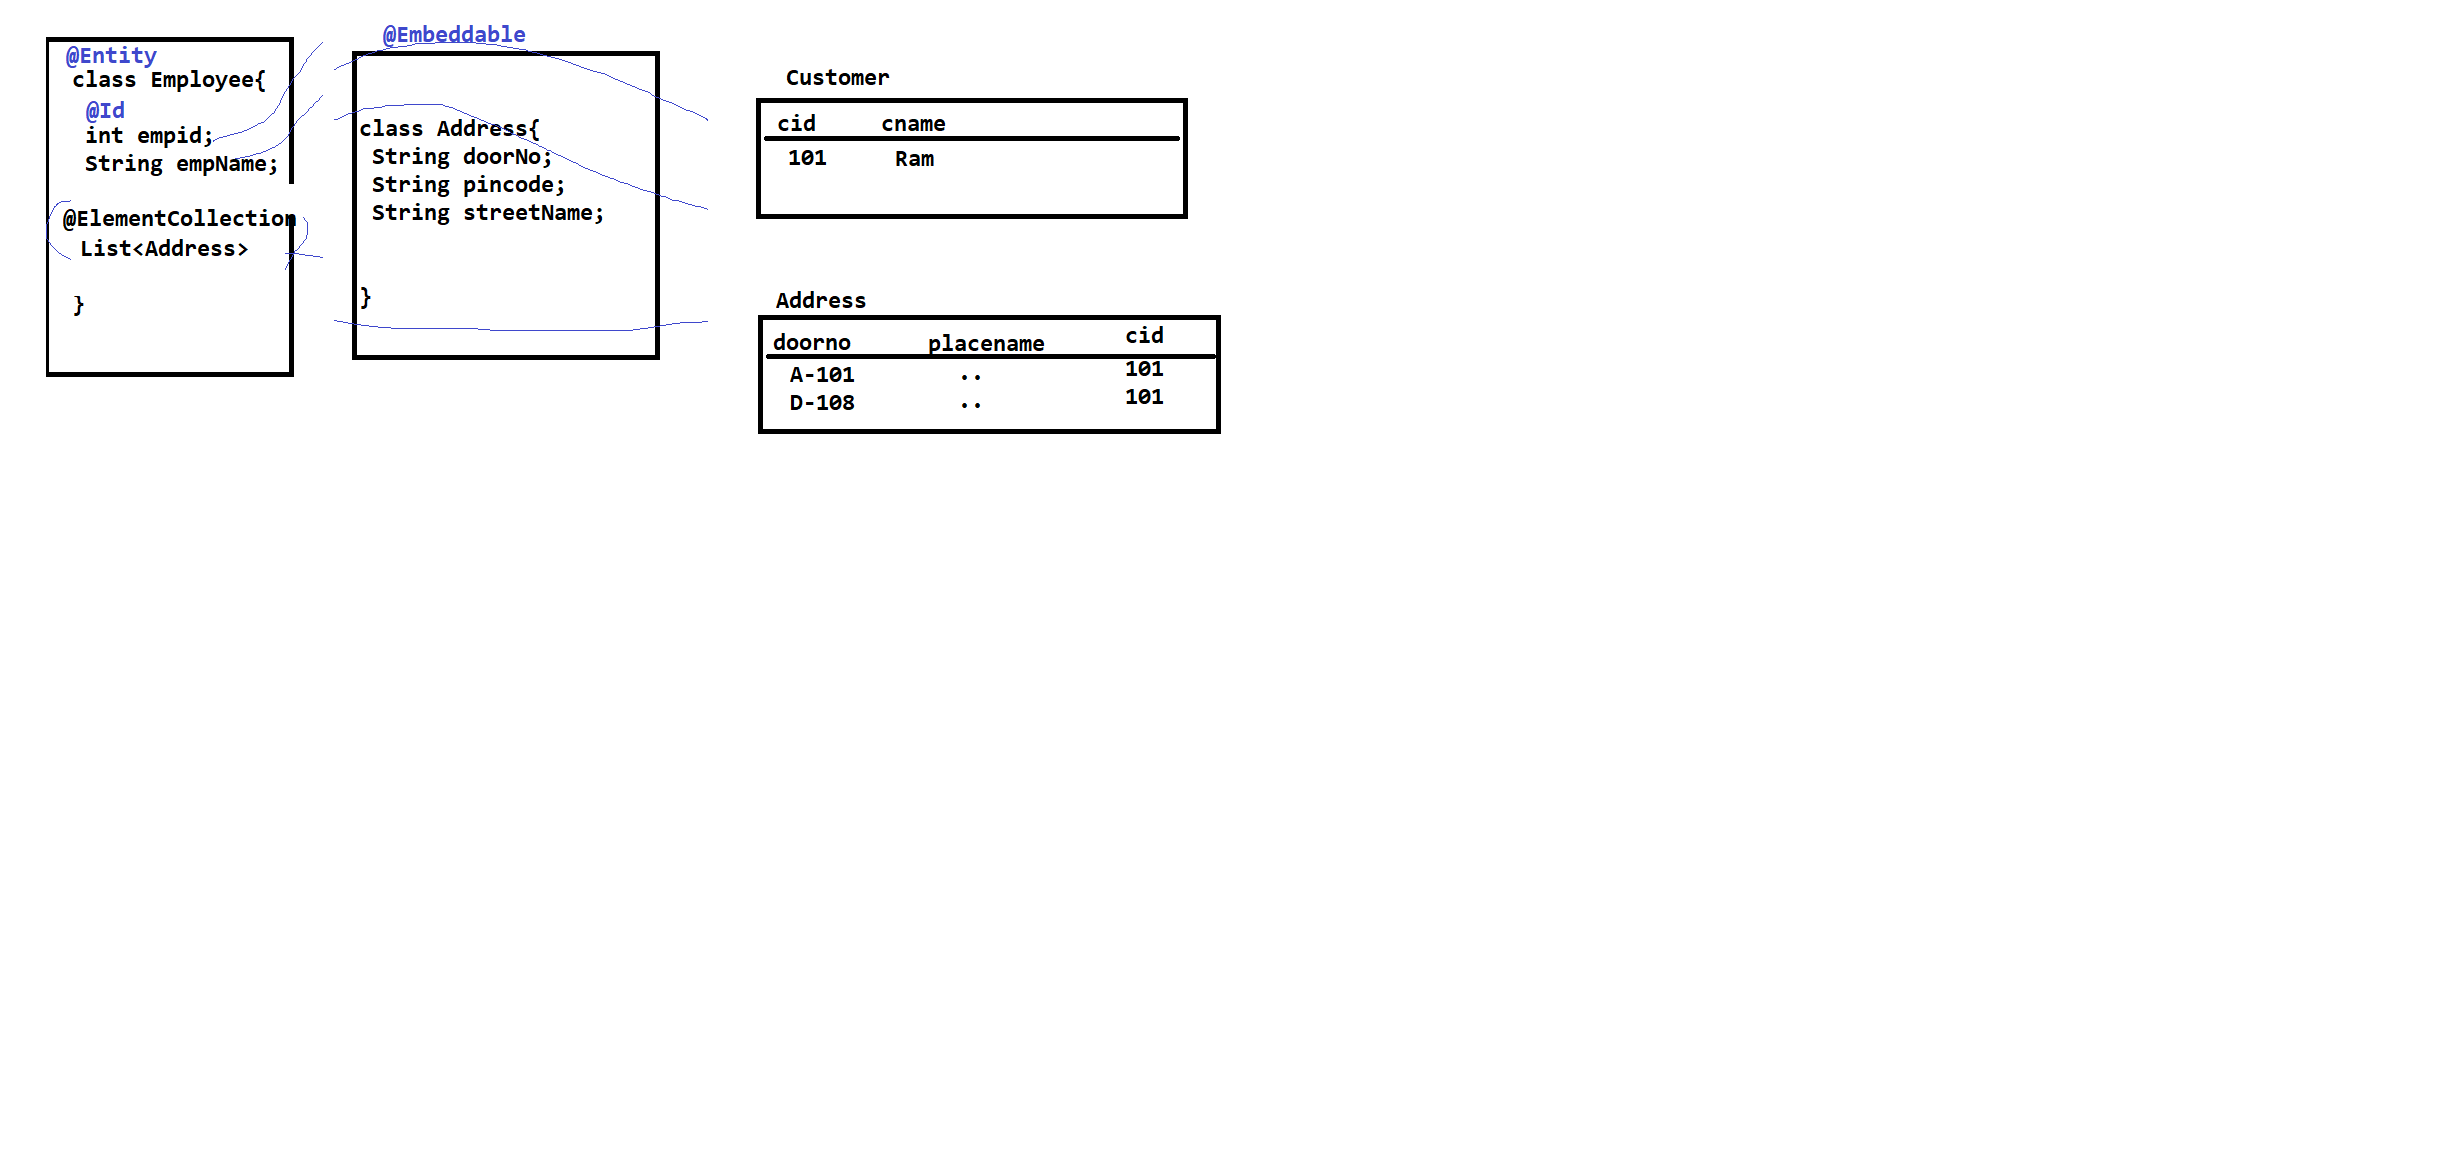 @Entity
class Employee{
@Id
int empid;
String empName;
@ElementCollection
List<Address>
}
@Embeddable
class Address{
String doorNo;
String pincode;
String streetName;
}
Customer
cid cname
101 Ram
Address
doorno placename cid
A-101 .. 101
D-108 .. 101